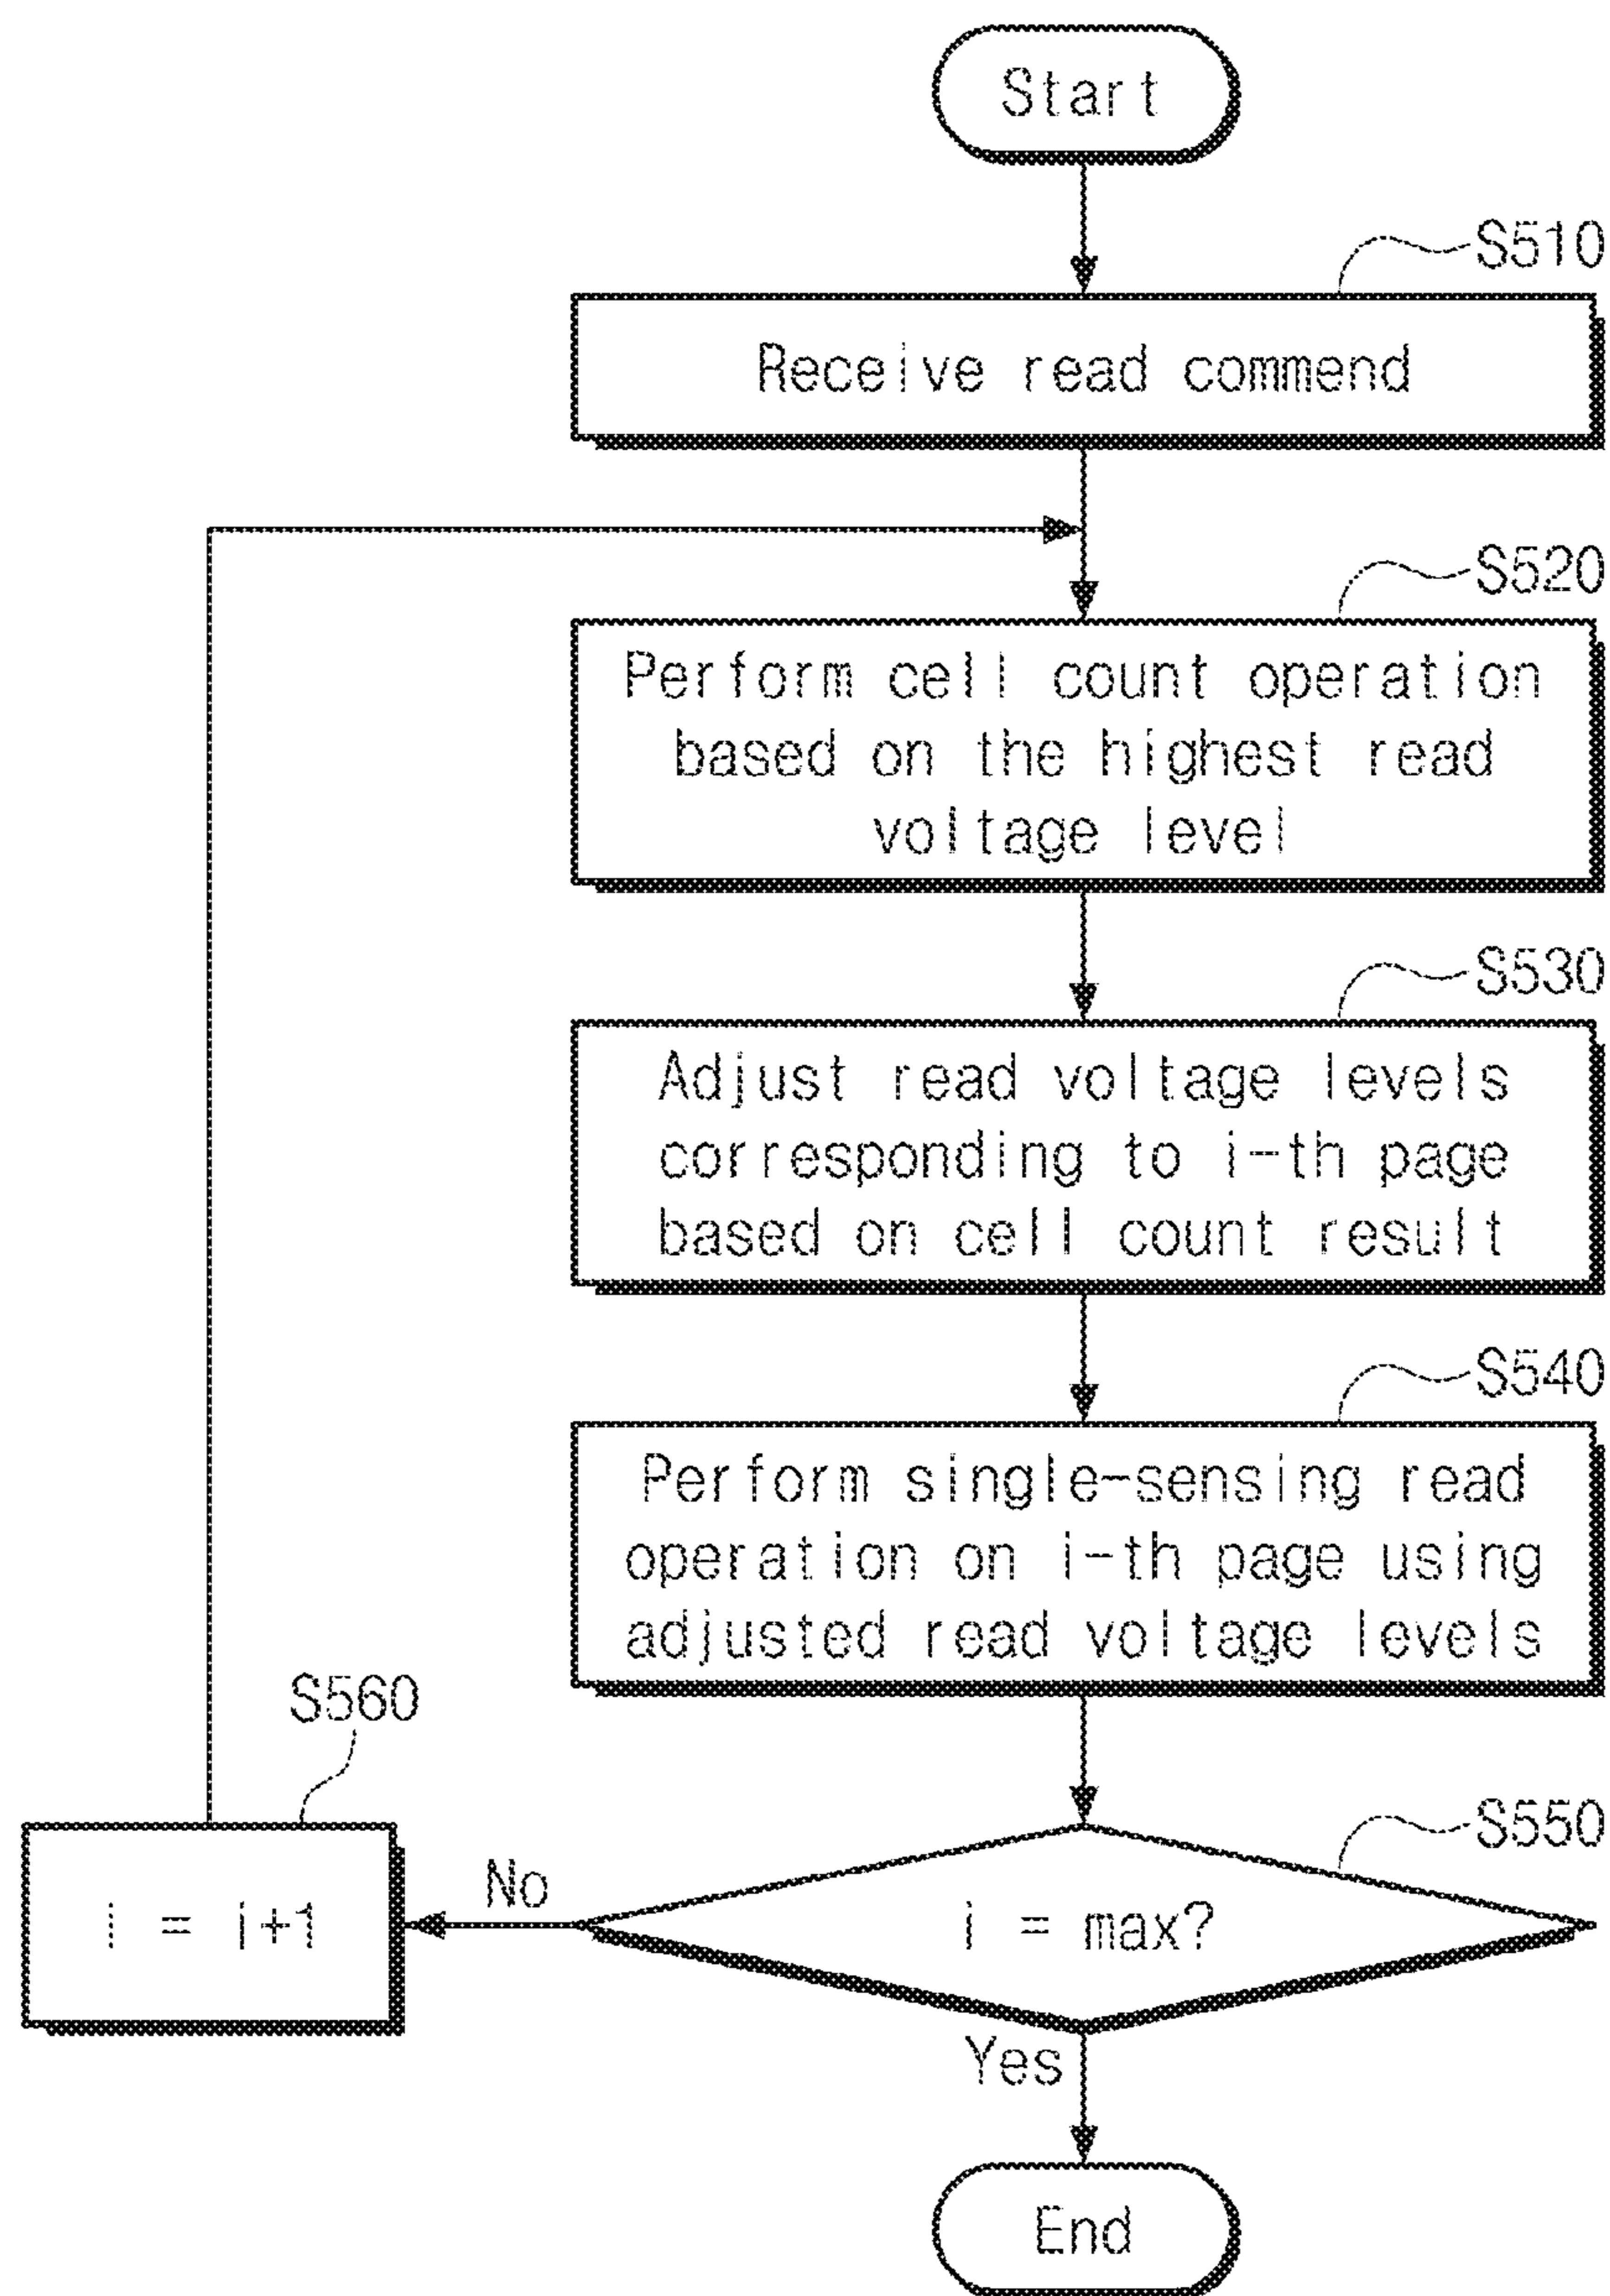 Start
S510
Receive read commend
S520
Perform cell count operation
based on the highest read
voltage level
S530
Adjust read voltage levels
corresponding to i-th page
based on cell count result
S540
Perform single-sensing read
operation on i-th page using
adjusted read voltage levels
S560
S550
i = i+1
No
i = max?
Yes
End